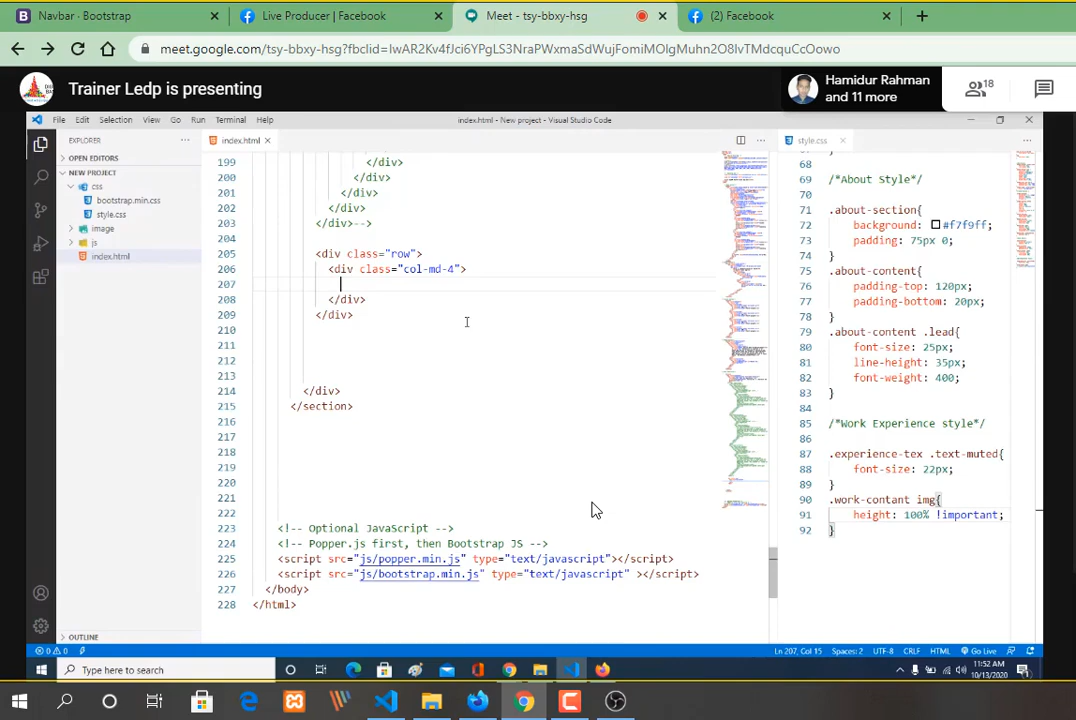 Navbar · Bootstrap
Live Producer | Facebook
Meet - tsy-bbxy-hsg
(2) Facebook
meet.google.com/tsy-bbxy-hsg?fbclid=IwAR2Kv4fJci6YPgLS3NraPWxmaSdWujFomiMOIgMuhn2O8IvTMdcquCcOowo
Trainer Ledp is presenting
Hamidur Rahman
and 11 more
18
File Edit Selection View Go Run Terminal Help
index.html - New project - Visual Studio Code
EXPLORER
OPEN EDITORS
NEW PROJECT
css
bootstrap.min.css
style.css
image
js
index.html
OUTLINE
index.html
199 </div>
200 </div>
201 </div>
202 </div>
203 </div>-->
204
205 <div class="row">
206 <div class="col-md-4">
207
208 </div>
209 </div>
210
211
212
213
214 </div>
215 </section>
216
217
218
219
220
221
222
223 <!-- Optional JavaScript -->
224 <!-- Popper.js first, then Bootstrap JS -->
225 <script src="js/popper.min.js" type="text/javascript"></script>
226 <script src="js/bootstrap.min.js" type="text/javascript" ></script>
227 </body>
228 </html>
style.css
68
69 /*About Style*/
70
71 .about-section{
72 background: #f7f9ff;
73 padding: 75px 0;
74 }
75 .about-content{
76 padding-top: 120px;
77 padding-bottom: 20px;
78 }
79 .about-content .lead{
80 font-size: 25px;
81 line-height: 35px;
82 font-weight: 400;
83 }
84
85 /*Work Experience style*/
86
87 .experience-tex .text-muted{
88 font-size: 22px;
89 }
90 .work-contant img{
91 height: 100% !important;
92 }
0 0
Ln 207, Col 15 Spaces: 2 UTF-8 CRLF HTML Go Live
Type here to search
11:52 AM
10/13/2020